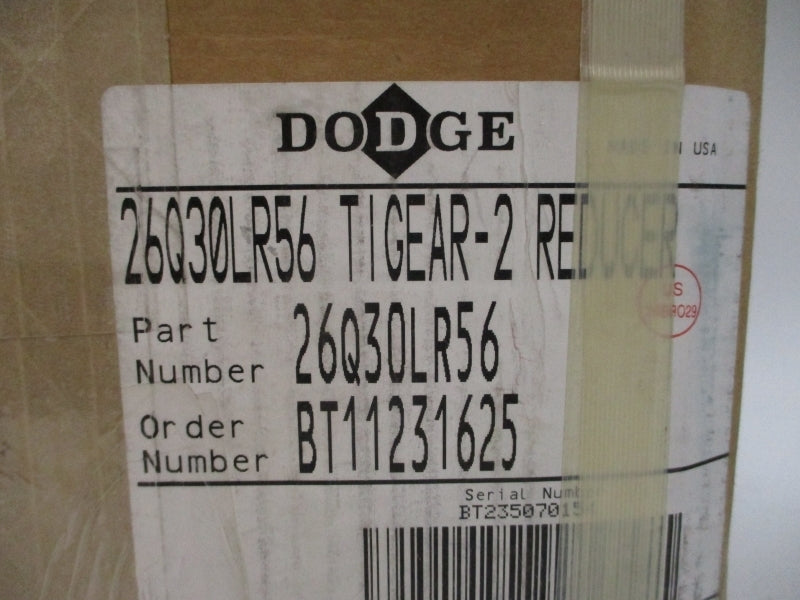 DODGE
MADE IN USA
26Q30LR56 TIGEAR-2 REDUCER
Part
Number 26Q30LR56
Order
Number BT11231625
Serial Number